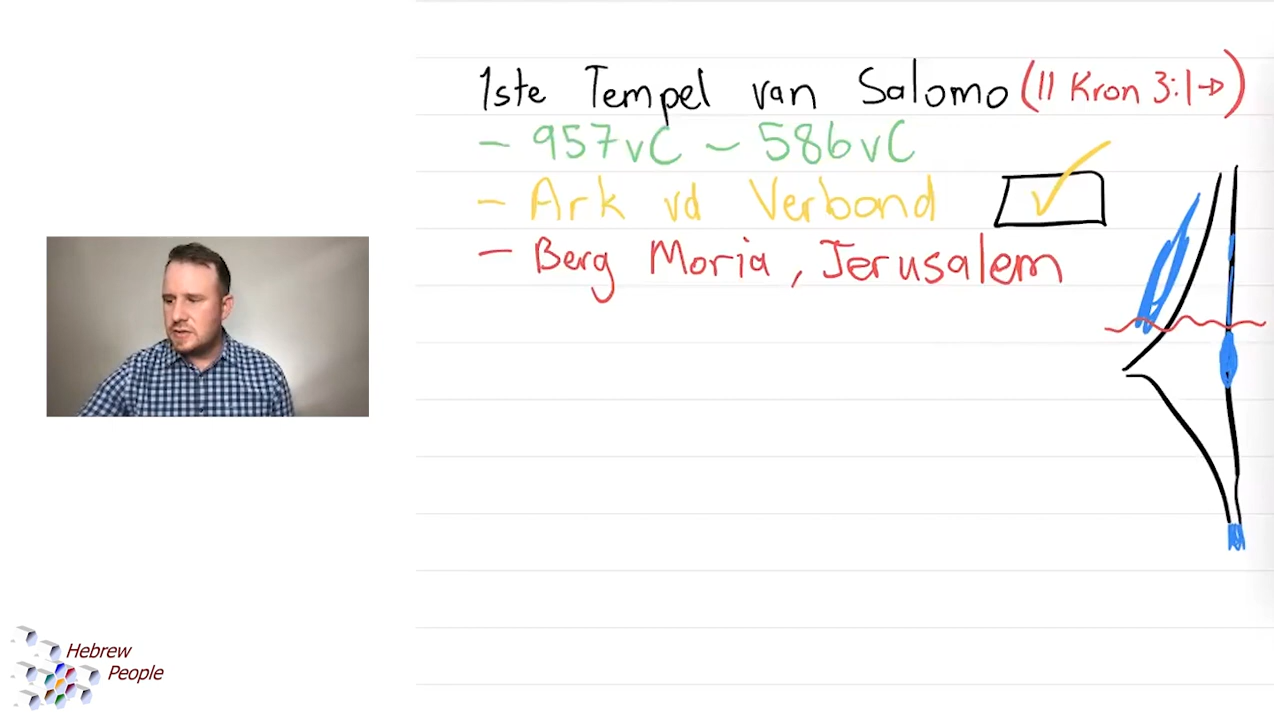 1ste Tempel van Salomo (II Kron 3:1→)
- 957vC - 586vC
- Ark vd Verbond
- Berg Moria, Jerusalem
Hebrew
People